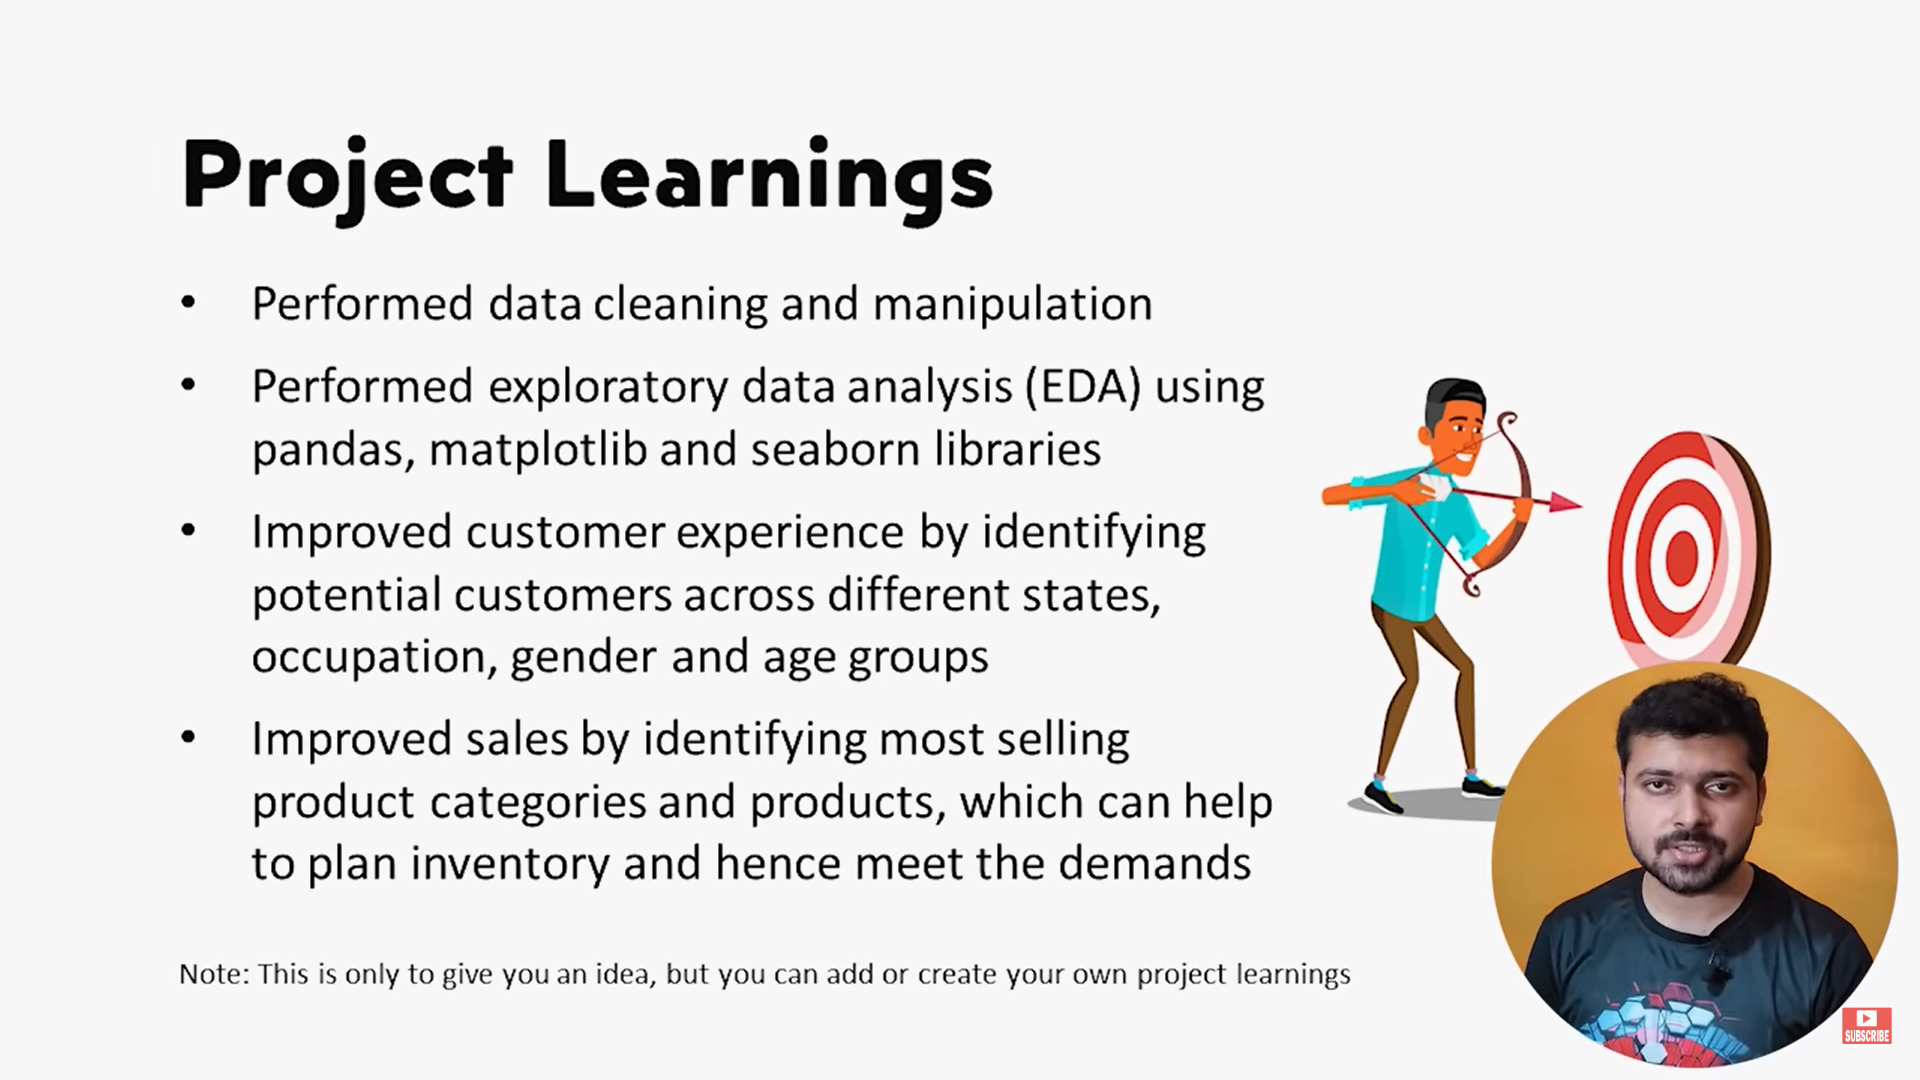 Project Learnings
• Performed data cleaning and manipulation
• Performed exploratory data analysis (EDA) using
pandas, matplotlib and seaborn libraries
• Improved customer experience by identifying
potential customers across different states,
occupation, gender and age groups
• Improved sales by identifying most selling
product categories and products, which can help
to plan inventory and hence meet the demands
Note: This is only to give you an idea, but you can add or create your own project learnings
SUBSCRIBE